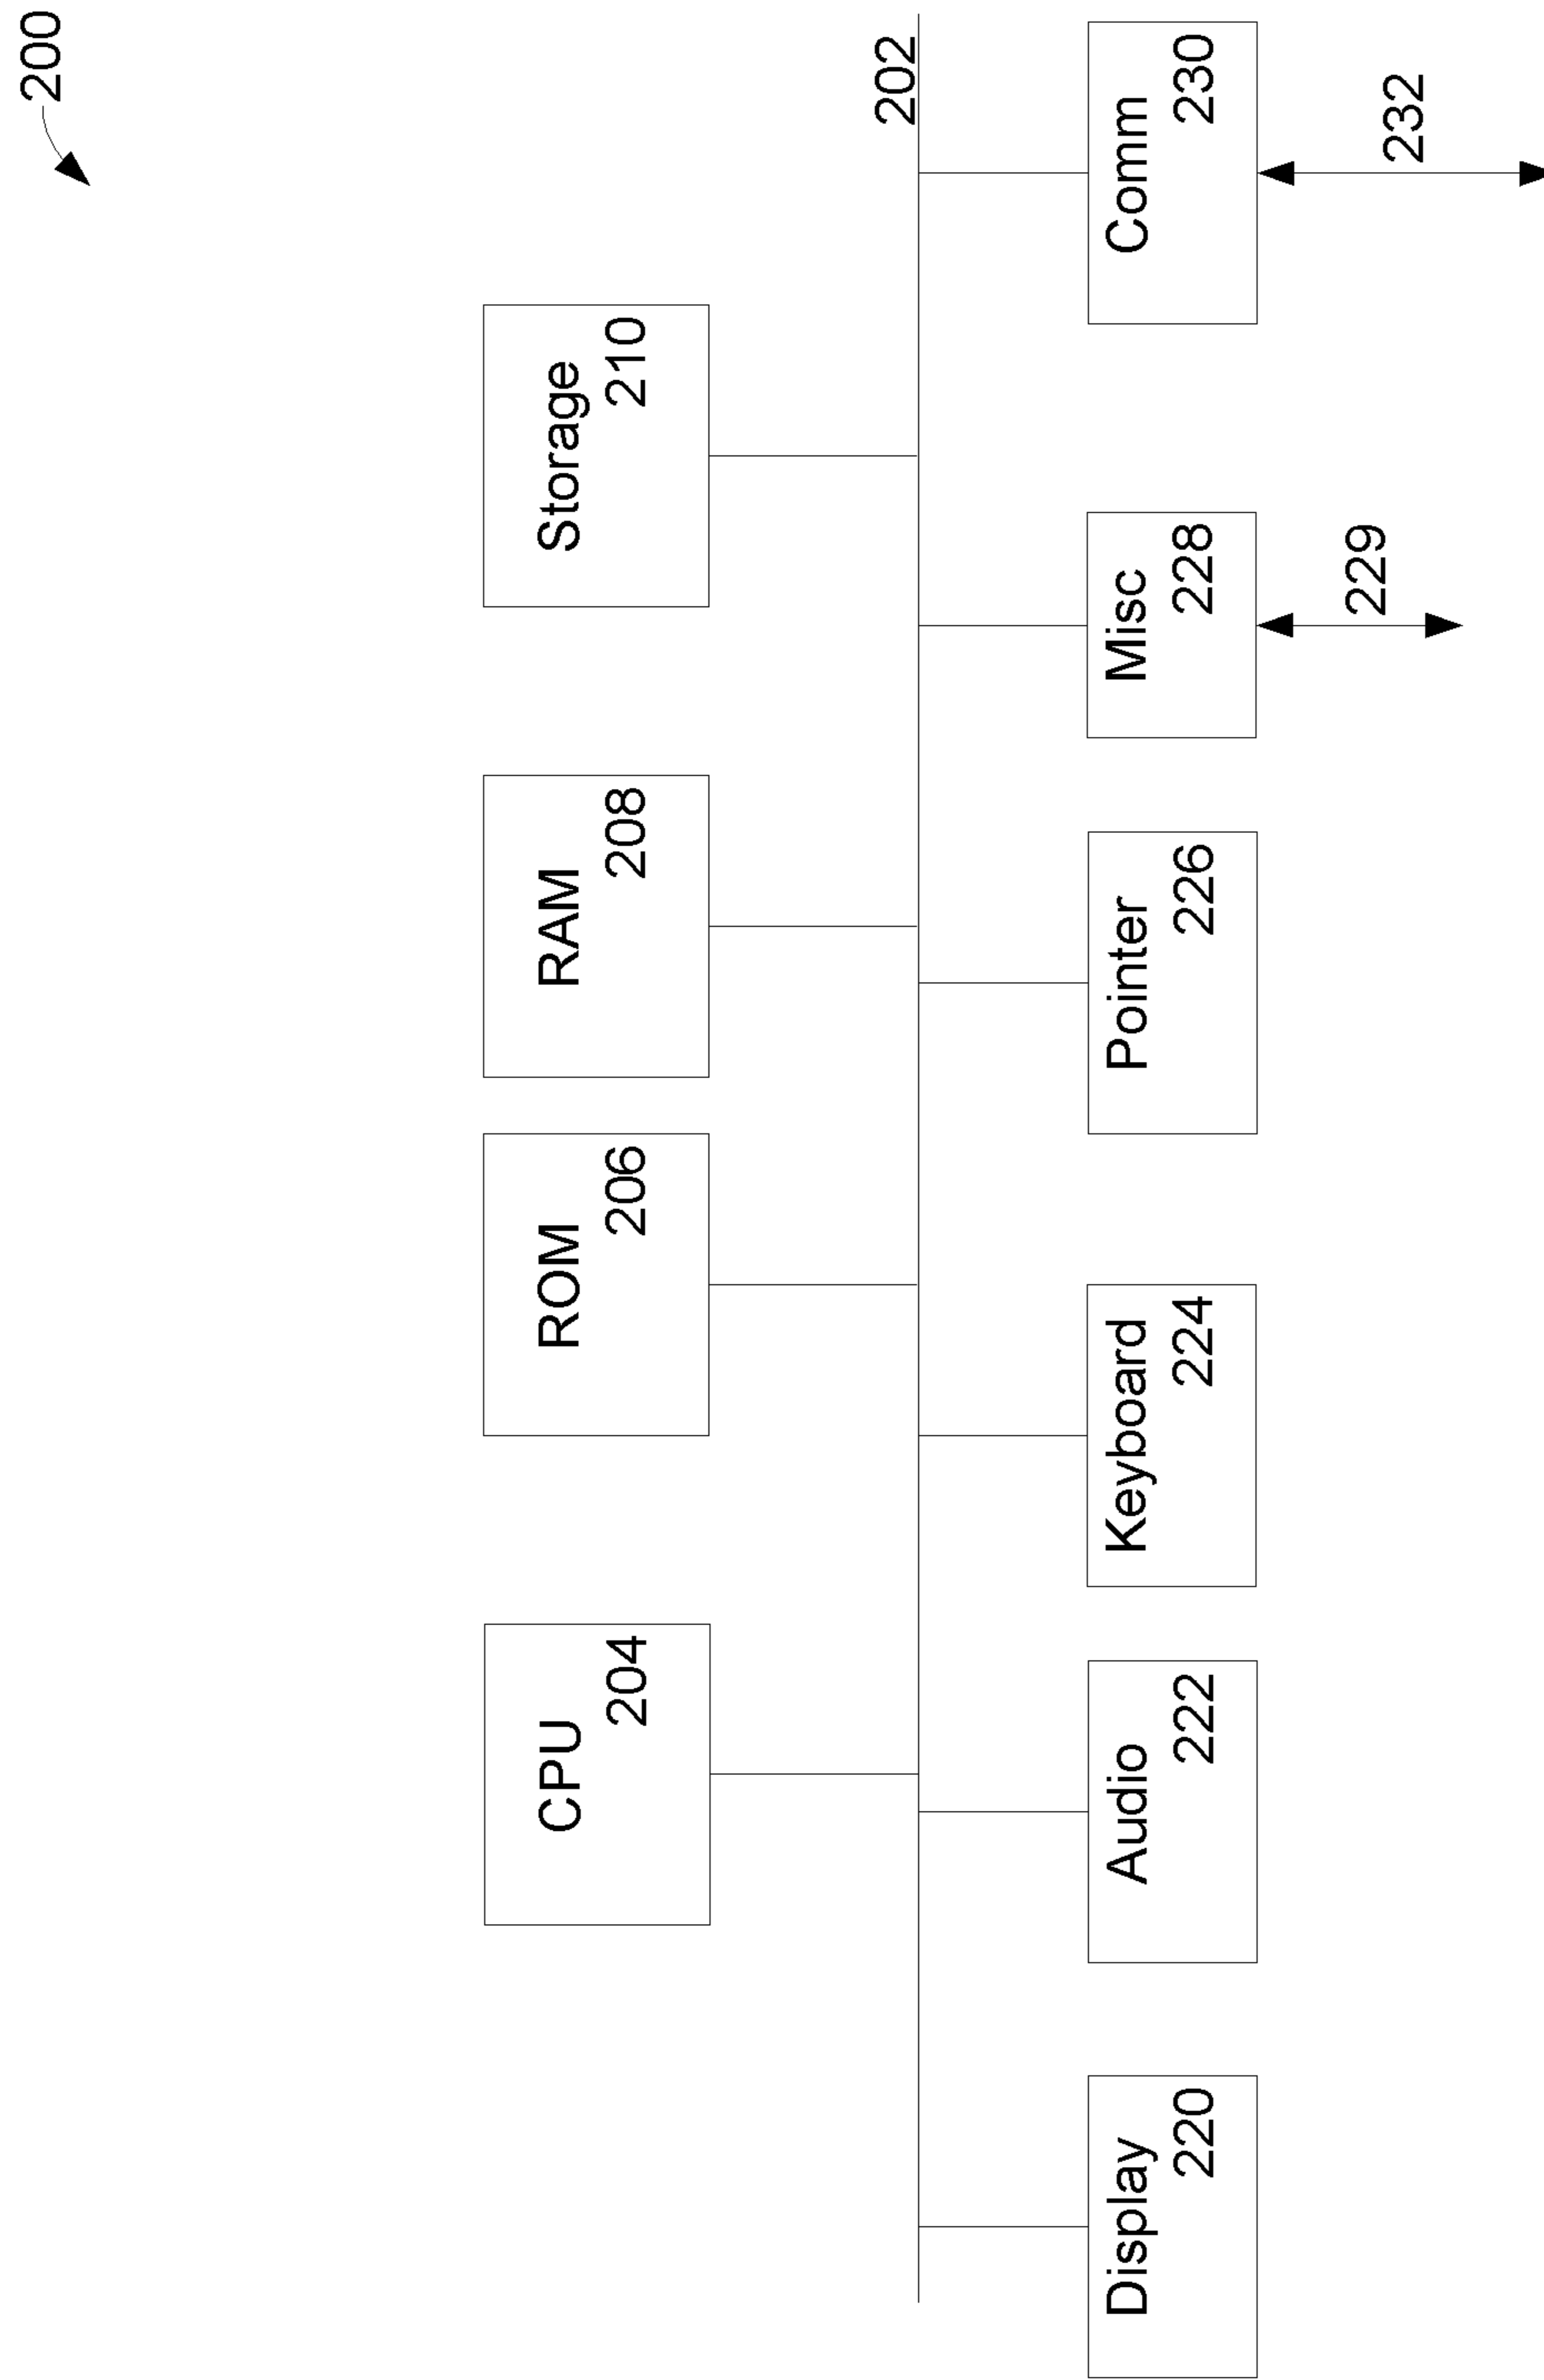 200
CPU
204
ROM
206
RAM
208
Storage
210
202
Display
220
Audio
222
Keyboard
224
Pointer
226
Misc
228
Comm
230
229
232